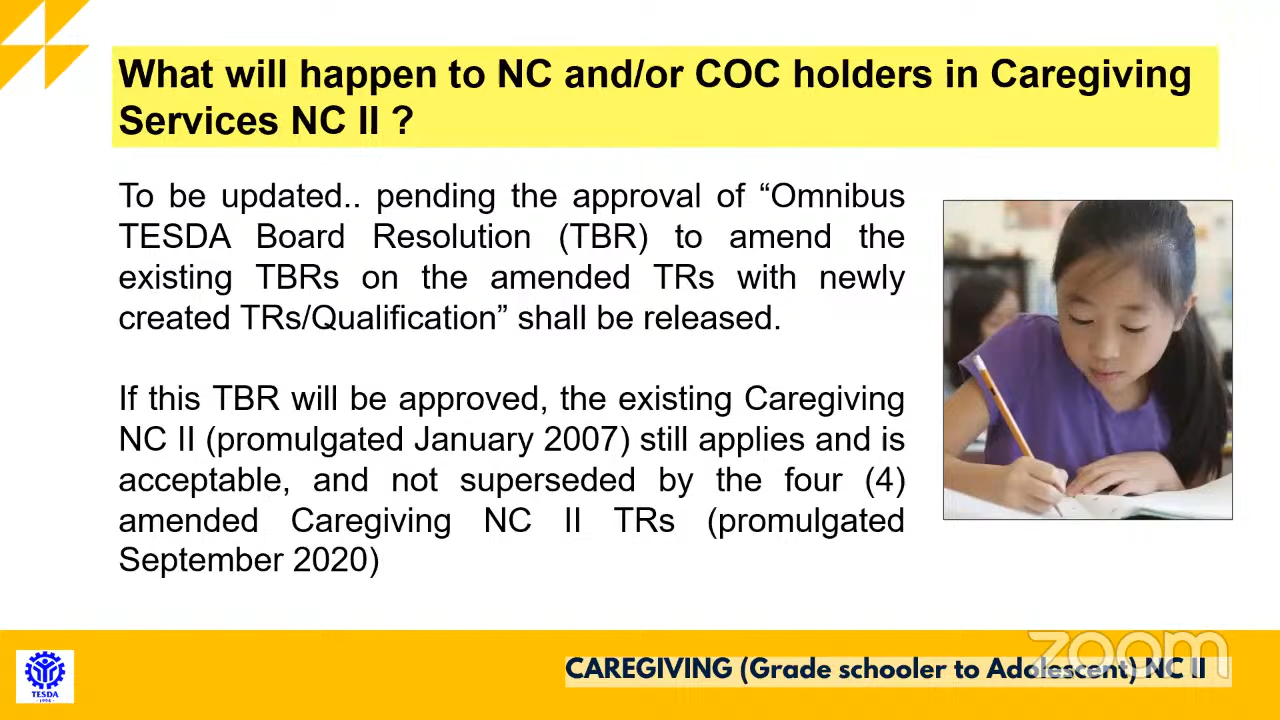 What will happen to NC and/or COC holders in Caregiving
Services NC II ?
To be updated.. pending the approval of “Omnibus
TESDA Board Resolution (TBR) to amend the
existing TBRs on the amended TRs with newly
created TRs/Qualification” shall be released.
If this TBR will be approved, the existing Caregiving
NC II (promulgated January 2007) still applies and is
acceptable, and not superseded by the four (4)
amended Caregiving NC II TRs (promulgated
September 2020)
zoom
CAREGIVING (Grade schooler to Adolescent) NC II
TESDA
1994